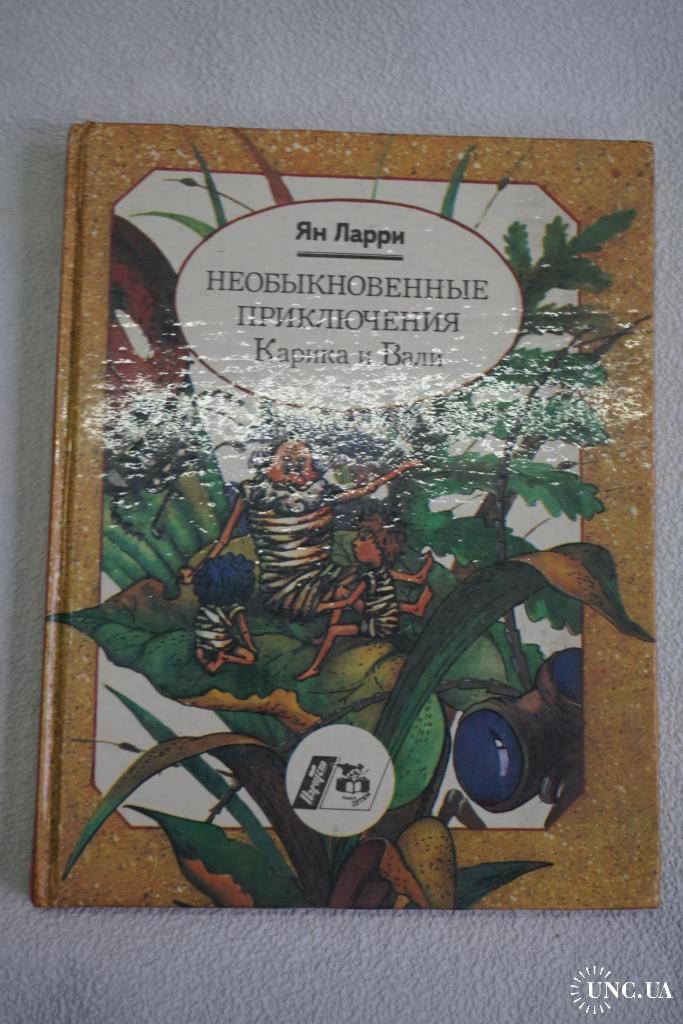 Ян Ларри
НЕОБЫКНОВЕННЫЕ
ПРИКЛЮЧЕНИЯ
Карика и Вали
UNC.UA